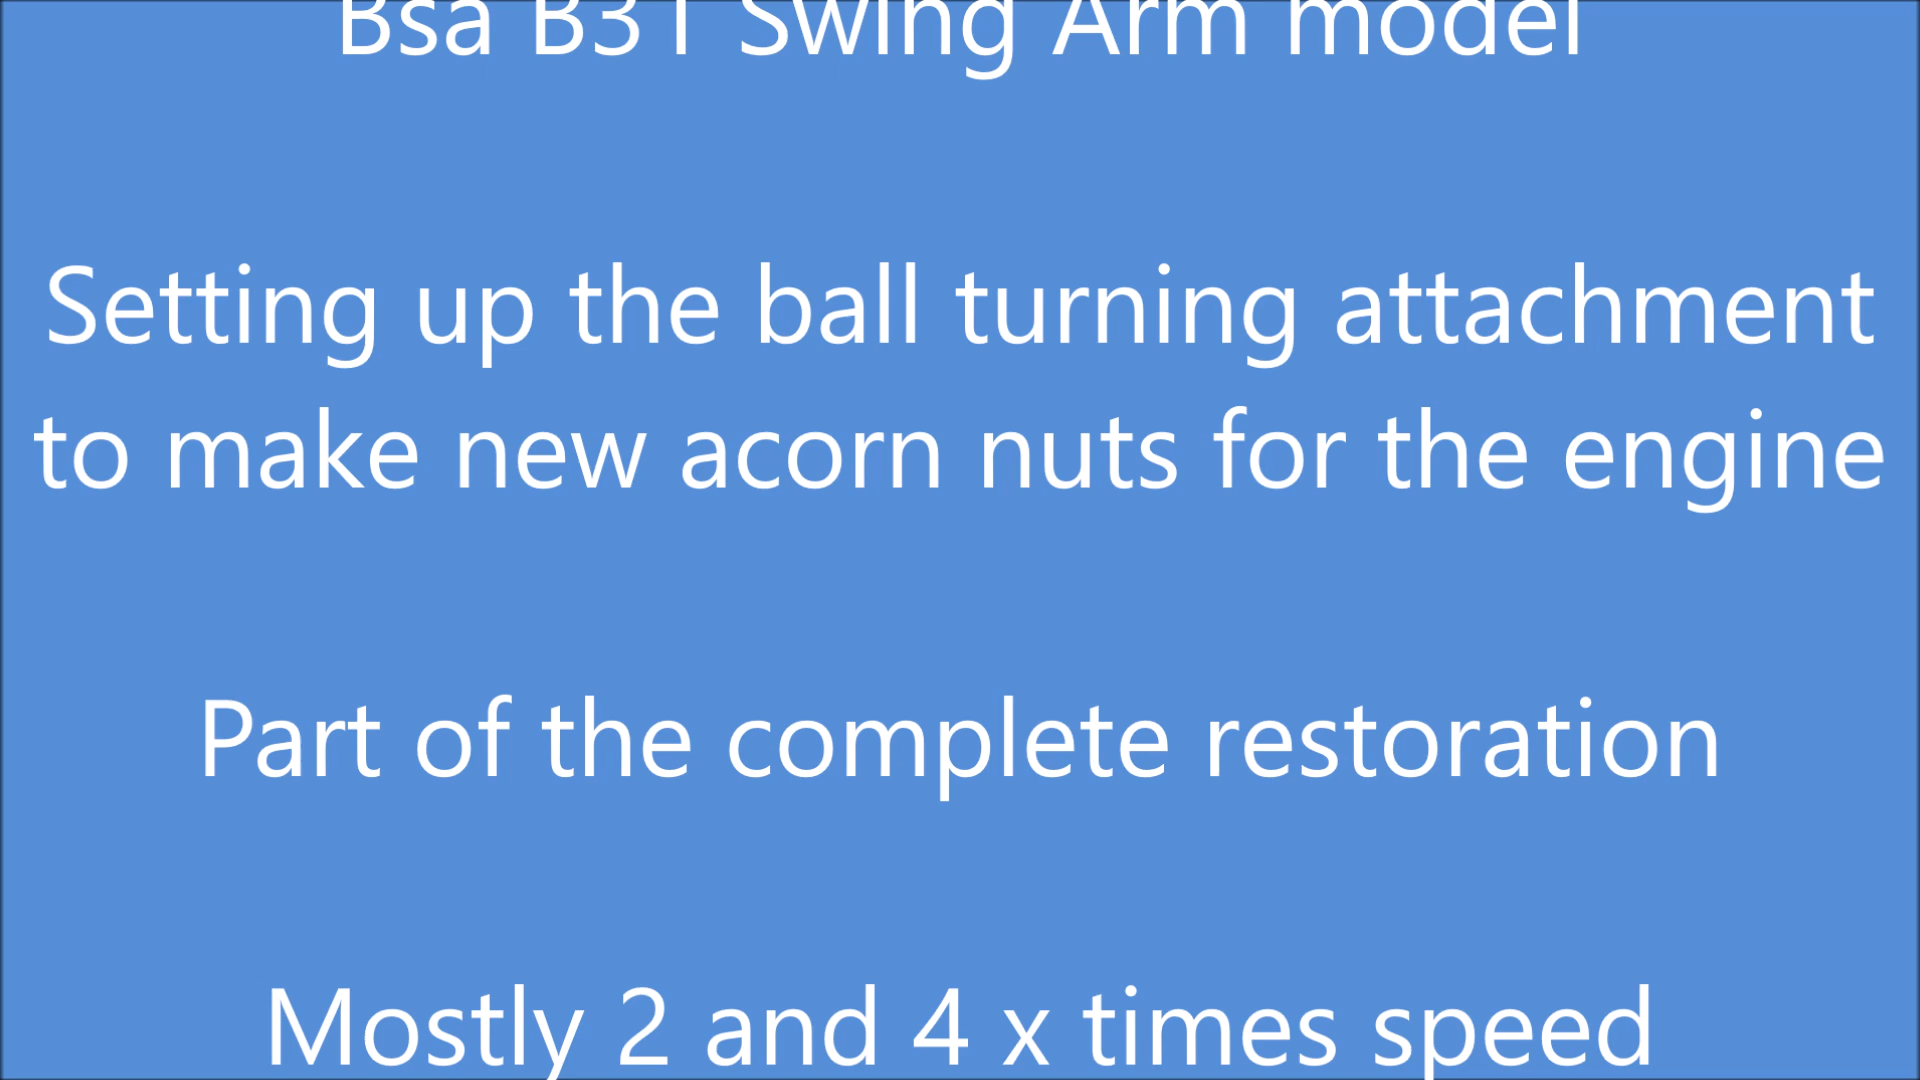 Bsa B31 Swing Arm model
Setting up the ball turning attachment
to make new acorn nuts for the engine
Part of the complete restoration
Mostly 2 and 4 x times speed